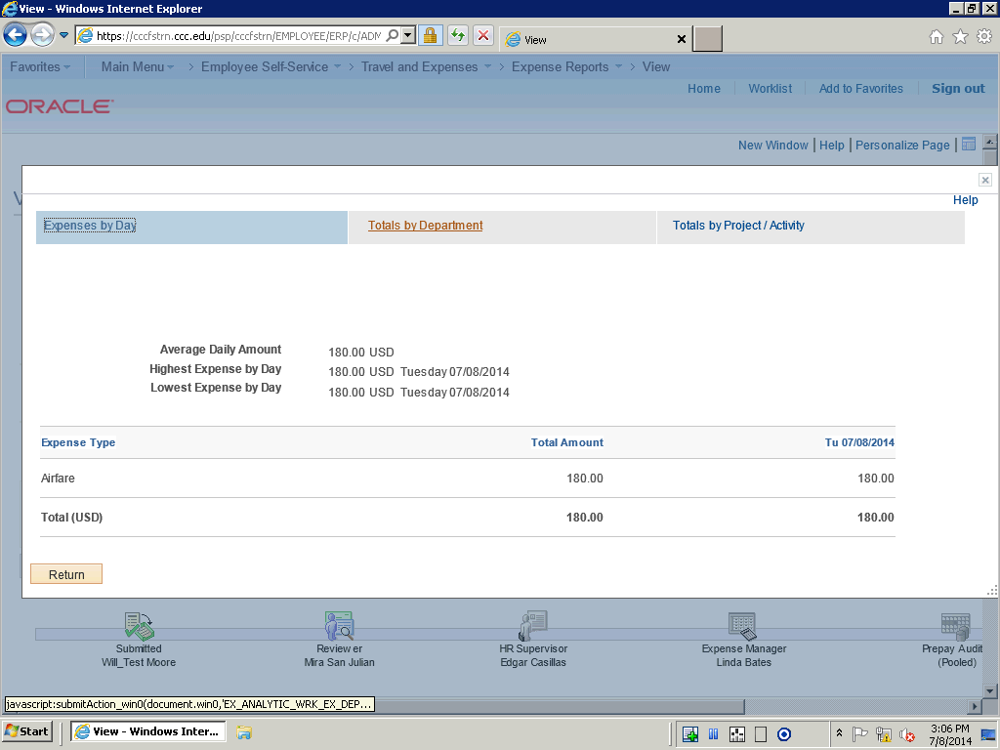 View - Windows Internet Explorer
https://cccfstrn.ccc.edu/psp/cccfstrn/EMPLOYEE/ERP/c/ADM
View
Favorites Main Menu > Employee Self-Service > Travel and Expenses > Expense Reports > View
Home Worklist Add to Favorites Sign out
ORACLE
New Window | Help | Personalize Page |
Help
Expenses by Day Totals by Department Totals by Project / Activity
Average Daily Amount 180.00 USD
Highest Expense by Day 180.00 USD Tuesday 07/08/2014
Lowest Expense by Day 180.00 USD Tuesday 07/08/2014
Expense Type Total Amount Tu 07/08/2014
Airfare 180.00 180.00
Total (USD) 180.00 180.00
Return
Submitted Reviewer HR Supervisor Expense Manager Prepay Audit
Will_Test Moore Mira San Julian Edgar Casillas Linda Bates (Pooled)
javascript:submitAction_win0(document.win0,'EX_ANALYTIC_WRK_EX_DEP...
Start View - Windows Inter... 3:06 PM
7/8/2014